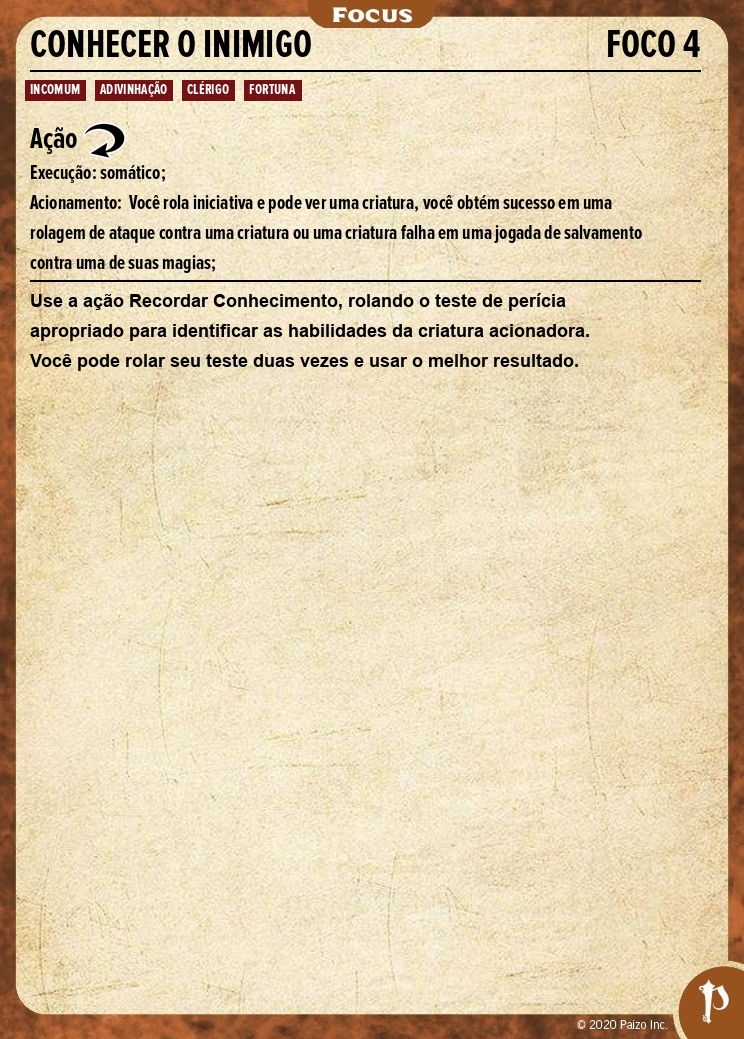 Focus
CONHECER O INIMIGO FOCO 4
INCOMUM ADIVINHAÇÃO CLÉRIGO FORTUNA
Ação
Execução: somático;
Acionamento: Você rola iniciativa e pode ver uma criatura, você obtém sucesso em uma
rolagem de ataque contra uma criatura ou uma criatura falha em uma jogada de salvamento
contra uma de suas magias;
Use a ação Recordar Conhecimento, rolando o teste de perícia
apropriado para identificar as habilidades da criatura acionadora.
Você pode rolar seu teste duas vezes e usar o melhor resultado.
© 2020 Paizo Inc.